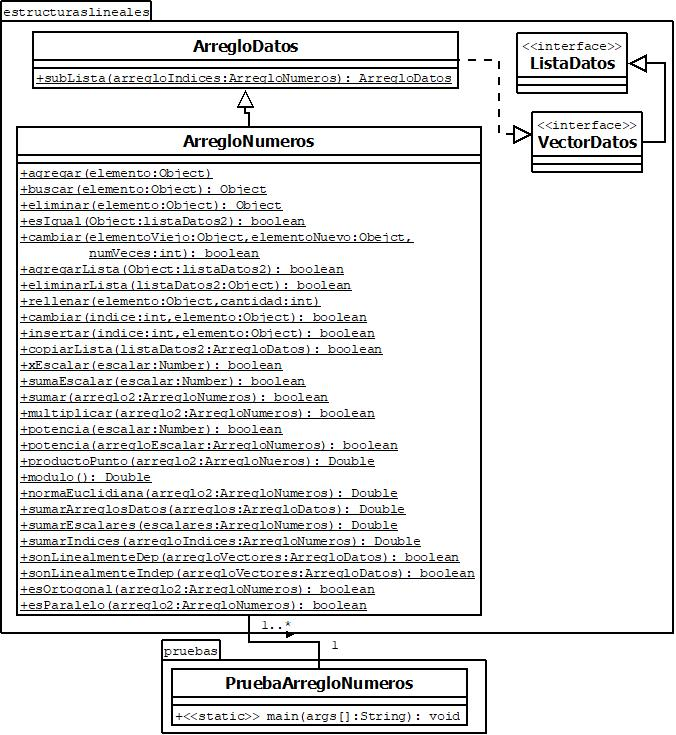 estructuraslineales
ArregloDatos
+subLista(arregloIndices:ArregloNumeros): ArregloDatos
<<interface>>
ListaDatos
<<interface>>
VectorDatos
ArregloNumeros
+agregar(elemento:Object)
+buscar(elemento:Object): Object
+eliminar(elemento:Object): Object
+esIgual(Object:listaDatos2): boolean
+cambiar(elementoViejo:Object,elementoNuevo:Obejct,
numVeces:int): boolean
+agregarLista(Object:listaDatos2): boolean
+eliminarLista(listaDatos2:Object): boolean
+rellenar(elemento:Object,cantidad:int)
+cambiar(indice:int,elemento:Object): boolean
+insertar(indice:int,elemento:Object): boolean
+copiarLista(listaDatos2:ArregloDatos): boolean
+xEscalar(escalar:Number): boolean
+sumaEscalar(escalar:Number): boolean
+sumar(arreglo2:ArregloNumeros): boolean
+multiplicar(arreglo2:ArregloNumeros): boolean
+potencia(escalar:Number): boolean
+potencia(arregloEscalar:ArregloNumeros): boolean
+productoPunto(arreglo2:ArregloNueros): Double
+modulo(): Double
+normaEuclidiana(arreglo2:ArregloNumeros): Double
+sumarArreglosDatos(arreglos:ArregloDatos): Double
+sumarEscalares(escalares:ArregloNumeros): Double
+sumarIndices(arregloIndices:ArregloNumeros): Double
+sonLinealmenteDep(arregloVectores:ArregloDatos): boolean
+sonLinealmenteIndep(arregloVectores:ArregloDatos): boolean
+esOrtogonal(arreglo2:ArregloNumeros): boolean
+esParalelo(arreglo2:ArregloNumeros): boolean
1..*
1
pruebas
PruebaArregloNumeros
+<<static>> main(args[]:String): void